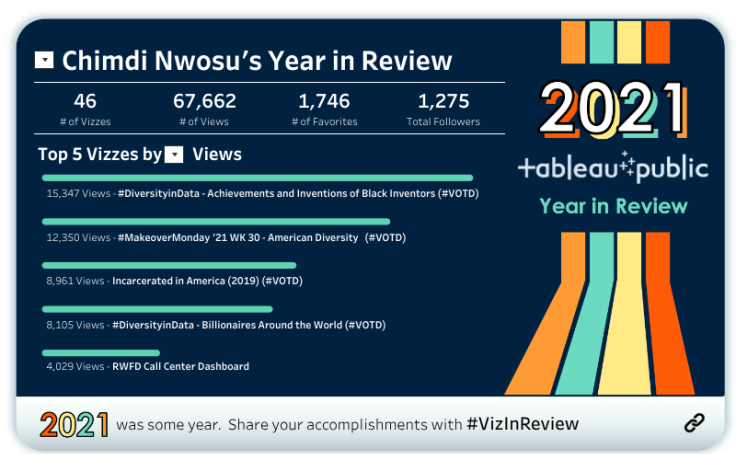 Chimdi Nwosu's Year in Review
46
# of Vizzes
67,662
# of Views
1,746
# of Favorites
1,275
Total Followers
Top 5 Vizzes by Views
15,347 Views - #DiversityinData - Achievements and Inventions of Black Inventors (#VOTD)
12,350 Views - #MakeoverMonday '21 WK 30 - American Diversity (#VOTD)
8,961 Views - Incarcerated in America (2019) (#VOTD)
8,105 Views - #DiversityinData - Billionaires Around the World (#VOTD)
4,029 Views - RWFD Call Center Dashboard
2021
+ableau public
Year in Review
2021 was some year. Share your accomplishments with #VizInReview